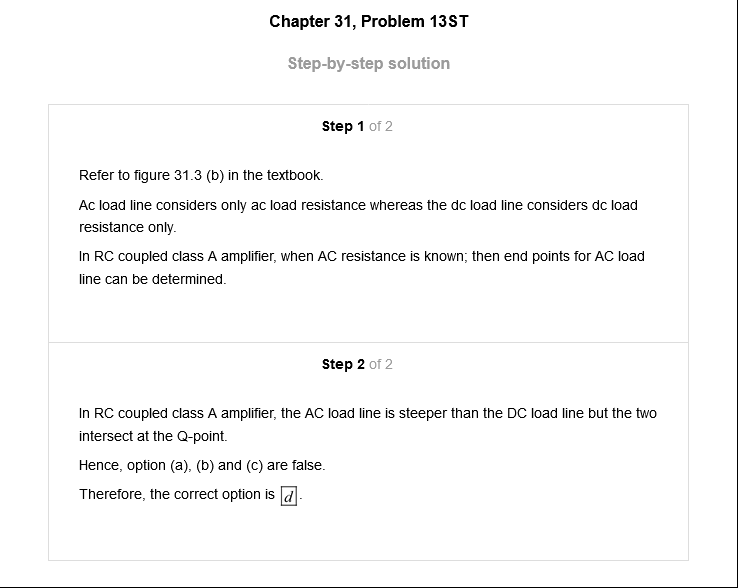 Chapter 31, Problem 13ST
Step-by-step solution
Step 1 of 2
Refer to figure 31.3 (b) in the textbook.
Ac load line considers only ac load resistance whereas the dc load line considers dc load
resistance only.
In RC coupled class A amplifier, when AC resistance is known; then end points for AC load
line can be determined.
Step 2 of 2
In RC coupled class A amplifier, the AC load line is steeper than the DC load line but the two
intersect at the Q-point.
Hence, option (a), (b) and (c) are false.
Therefore, the correct option is d.